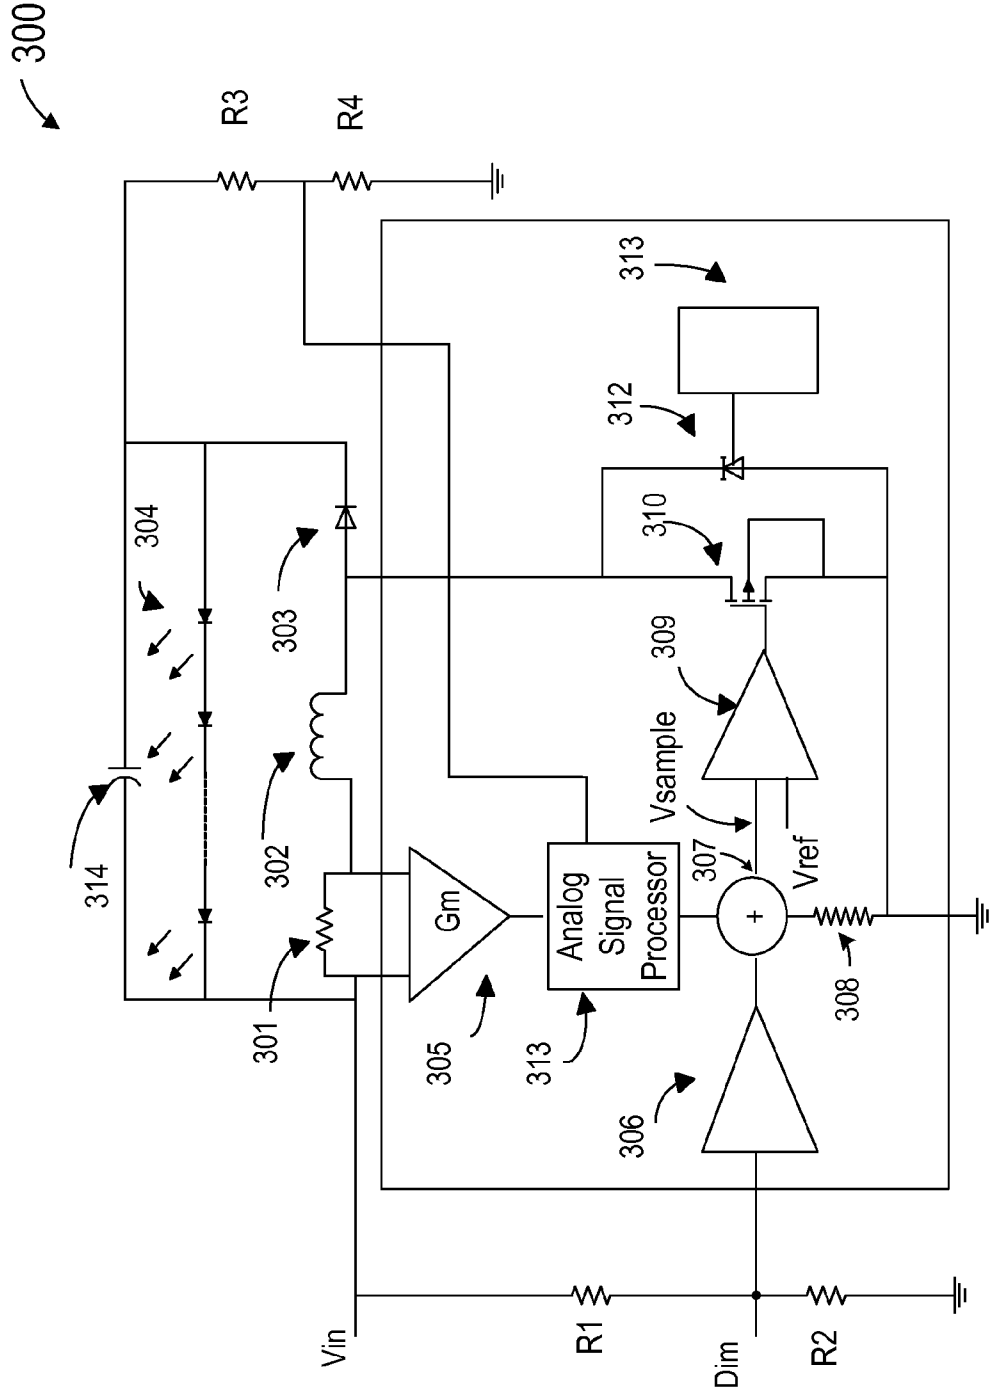 300
314
304
R3
R4
301
302
303
Gm
305
Analog
Signal
Processor
313
313
312
310
309
Vsample
307
Vref
306
308
+
Vin
R1
Dim
R2